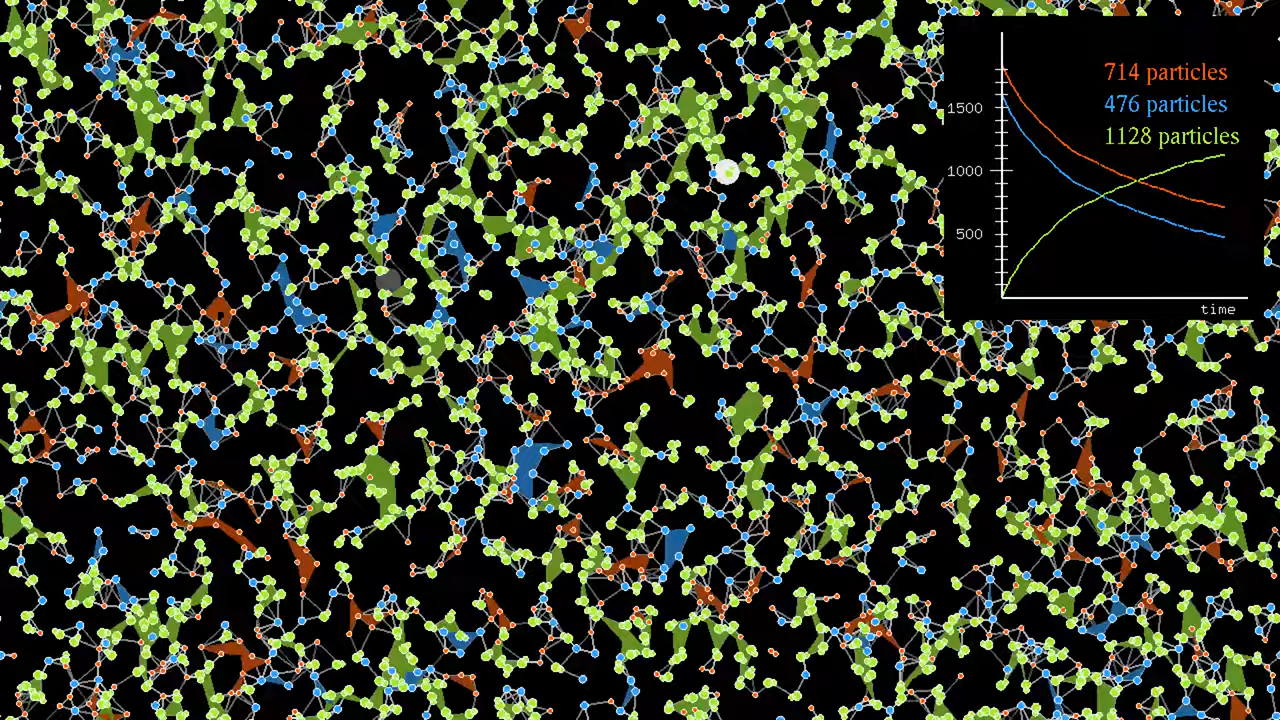 714 particles
476 particles
1128 particles
1500
1000
500
time